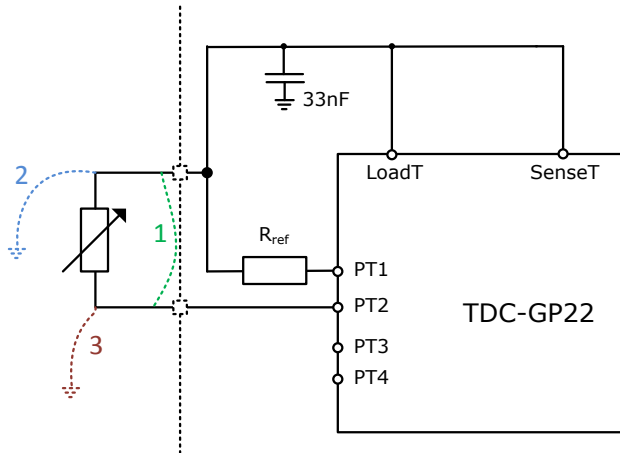 33nF
LoadT
SenseT
2
1
R_ref
PT1
PT2
TDC-GP22
3
PT3
PT4